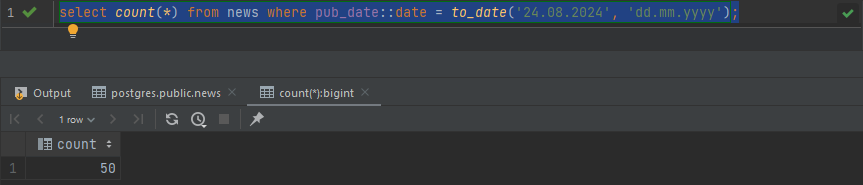 1 select count(*) from news where pub_date::date = to_date('24.08.2024', 'dd.mm.yyyy');
Output postgres.public.news count(*):bigint
1 row
count
1 50